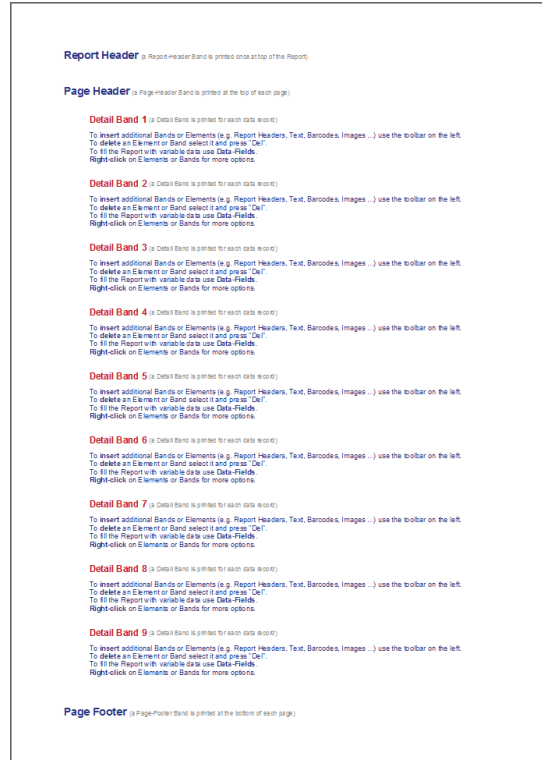 Report Header (a Report-Header Band is printed once at top of the Report)
Page Header (a Page-Header Band is printed at the top of each page)
Detail Band 1 (a Detail Band is printed for each data record)
To insert additional Bands or Elements (e.g. Report Headers, Text, Barcodes, Images ...) use the toolbar on the left.
To delete an Element or Band select it and press "Del".
To fill the Report with variable data use Data-Fields.
Right-click on Elements or Bands for more options.
Detail Band 2 (a Detail Band is printed for each data record)
To insert additional Bands or Elements (e.g. Report Headers, Text, Barcodes, Images ...) use the toolbar on the left.
To delete an Element or Band select it and press "Del".
To fill the Report with variable data use Data-Fields.
Right-click on Elements or Bands for more options.
Detail Band 3 (a Detail Band is printed for each data record)
To insert additional Bands or Elements (e.g. Report Headers, Text, Barcodes, Images ...) use the toolbar on the left.
To delete an Element or Band select it and press "Del".
To fill the Report with variable data use Data-Fields.
Right-click on Elements or Bands for more options.
Detail Band 4 (a Detail Band is printed for each data record)
To insert additional Bands or Elements (e.g. Report Headers, Text, Barcodes, Images ...) use the toolbar on the left.
To delete an Element or Band select it and press "Del".
To fill the Report with variable data use Data-Fields.
Right-click on Elements or Bands for more options.
Detail Band 5 (a Detail Band is printed for each data record)
To insert additional Bands or Elements (e.g. Report Headers, Text, Barcodes, Images ...) use the toolbar on the left.
To delete an Element or Band select it and press "Del".
To fill the Report with variable data use Data-Fields.
Right-click on Elements or Bands for more options.
Detail Band 6 (a Detail Band is printed for each data record)
To insert additional Bands or Elements (e.g. Report Headers, Text, Barcodes, Images ...) use the toolbar on the left.
To delete an Element or Band select it and press "Del".
To fill the Report with variable data use Data-Fields.
Right-click on Elements or Bands for more options.
Detail Band 7 (a Detail Band is printed for each data record)
To insert additional Bands or Elements (e.g. Report Headers, Text, Barcodes, Images ...) use the toolbar on the left.
To delete an Element or Band select it and press "Del".
To fill the Report with variable data use Data-Fields.
Right-click on Elements or Bands for more options.
Detail Band 8 (a Detail Band is printed for each data record)
To insert additional Bands or Elements (e.g. Report Headers, Text, Barcodes, Images ...) use the toolbar on the left.
To delete an Element or Band select it and press "Del".
To fill the Report with variable data use Data-Fields.
Right-click on Elements or Bands for more options.
Detail Band 9 (a Detail Band is printed for each data record)
To insert additional Bands or Elements (e.g. Report Headers, Text, Barcodes, Images ...) use the toolbar on the left.
To delete an Element or Band select it and press "Del".
To fill the Report with variable data use Data-Fields.
Right-click on Elements or Bands for more options.
Page Footer (a Page-Footer Band is printed at the bottom of each page)